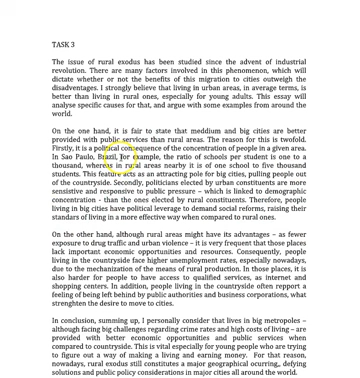 TASK 3
The issue of rural exodus has been studied since the advent of industrial
revolution. There are many factors involved in this phenomenon, which will
dictate whether or not the benefits of this migration to cities outweigh the
disadvantages. I strongly believe that living in urban areas, in average terms, is
better than living in rural ones, especially for young adults. This essay will
analyse specific causes for that, and argue with some examples from around the
world.
On the one hand, it is fair to state that meddium and big cities are better
provided with public services than rural areas. The reason for this is twofold.
Firstly, it is a political consequence of the concentration of people in a given area.
In Sao Paulo, Brazil, for example, the ratio of schools per student is one to a
thousand, whereas in rural areas nearby it is of one school to five thousand
students. This feature acts as an attracting pole for big cities, pulling people out
of the countryside. Secondly, politicians elected by urban constituents are more
sensistive and responsive to public pressure – which is linked to demographic
concentration - than the ones elected by rural constituents. Therefore, people
living in big cities have political leverage to demand social reforms, raising their
standars of living in a more effective way when compared to rural ones.
On the other hand, although rural areas might have its advantages – as fewer
exposure to drug traffic and urban violence – it is very frequent that those places
lack important economic opportunities and resources. Consequently, people
living in the countryside face higher unemployment rates, especially nowadays,
due to the mechanization of the means of rural production. In those places, it is
also harder for people to have access to qualified services, as internet and
shopping centers. In addition, people living in the countryside often repport a
feeling of being left behind by public authorities and business corporations, what
strengthen the desire to move to cities.
In conclusion, summing up, I personally consider that lives in big metropoles –
although facing big challenges regarding crime rates and high costs of living – are
provided with better economic opportunities and public services when
compared to countryside. This is vital especially for young people who are trying
to figure out a way of making a living and earning money. For that reason,
nowadays, rural exodus still constitutes a major geographical ocurring,, defying
solutions and public policy considerations in major cities all around the world.